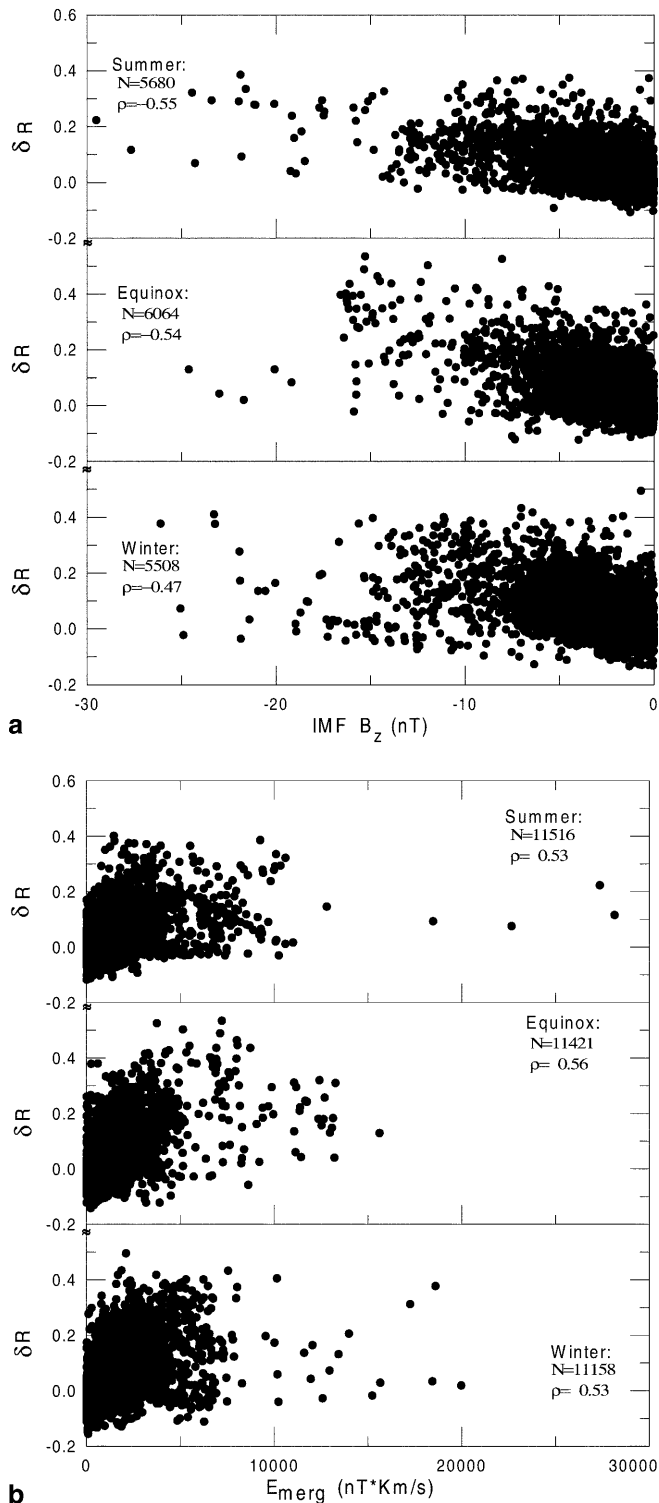 0.6
Summer:
N=5680
ρ=−0.55
0.4
δR
0.2
0.0
-0.2
≈
Equinox:
N=6064
ρ=−0.54
0.4
δR
0.2
0.0
-0.2
≈
Winter:
N=5508
ρ=−0.47
0.4
δR
0.2
0.0
-0.2
-30 -20 -10 0
a
IMF Bz (nT)
0.6
Summer:
N=11516
ρ= 0.53
0.4
δR
0.2
0.0
-0.2
≈
Equinox:
N=11421
ρ= 0.56
0.4
δR
0.2
0.0
-0.2
≈
0.4
δR
0.2
Winter:
N=11158
ρ= 0.53
0.0
-0.2
0 10000 20000 30000
b
Emerg (nT*Km/s)